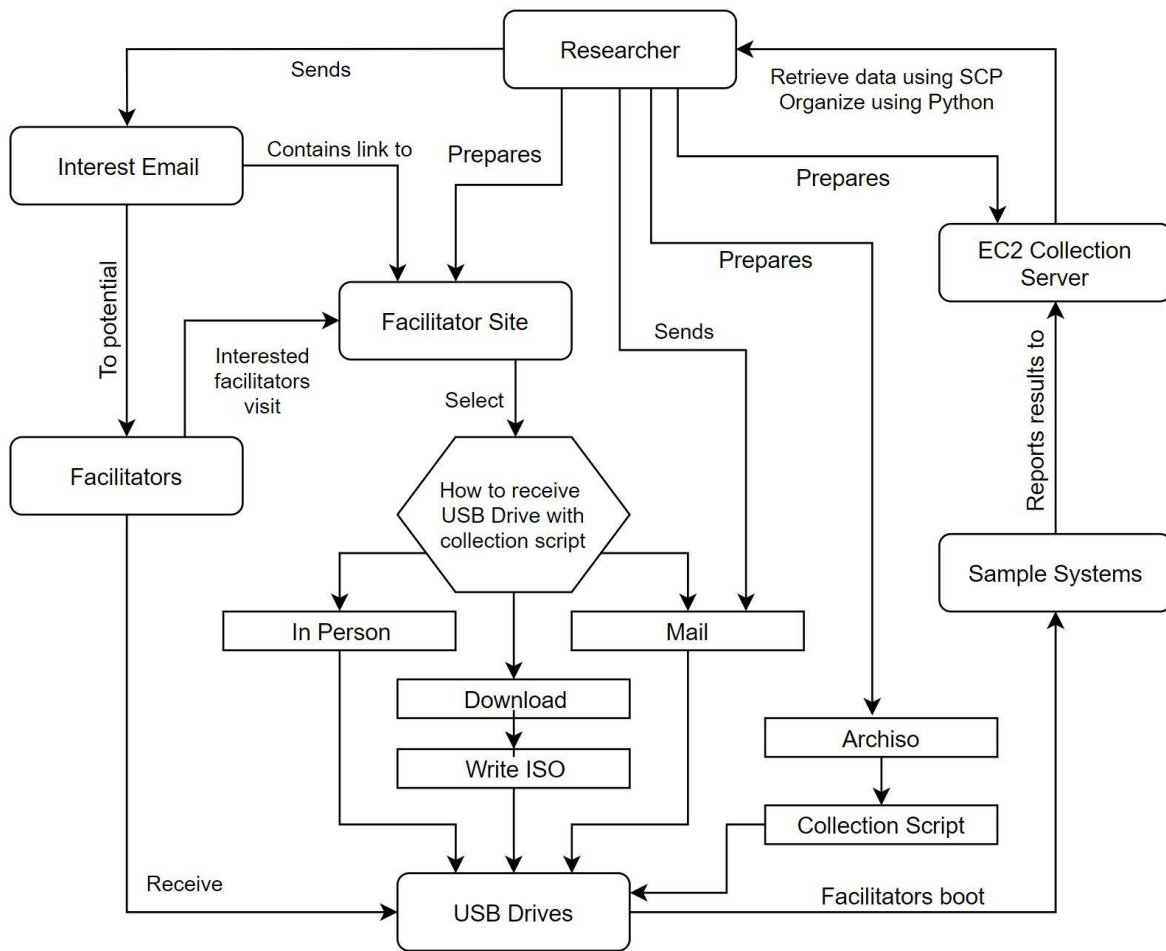 Researcher
Sends
Retrieve data using SCP
Organize using Python
Interest Email
Contains link to
Prepares
Prepares
EC2 Collection
Server
Prepares
To potential
Facilitator Site
Sends
Interested
facilitators
visit
Select
Reports results to
Facilitators
How to receive
USB Drive with
collection script
Sample Systems
In Person
Mail
Download
Archiso
Write ISO
Collection Script
Receive
USB Drives
Facilitators boot